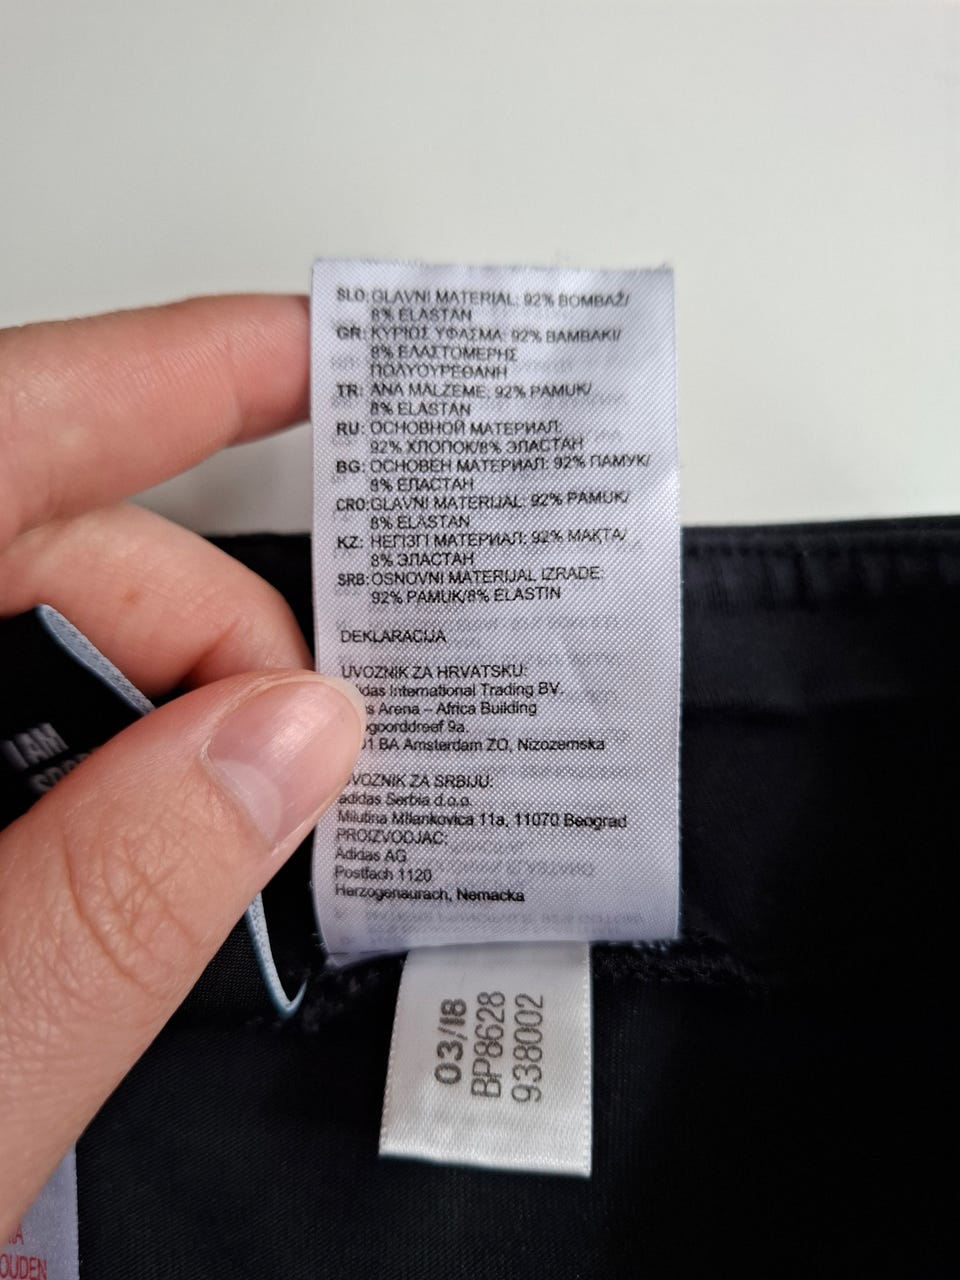 SLO: GLAVNI MATERIAL: 92% BOMBAŽ/
8% ELASTAN
GR: ΚΥΡΙΟΣ ΥΦΑΣΜΑ: 92% ΒΑΜΒΑΚΙ/
8% ΕΛΑΣΤΟΜΕΡΗΣ
ΠΟΛΥΟΥΡΕΘΑΝΗ
TR: ANA MALZEME: 92% PAMUK/
8% ELASTAN
RU: ОСНОВНОЙ МАТЕРИАЛ:
92% ХЛОПОК/8% ЭЛАСТАН
BG: ОСНОВЕН МАТЕРИАЛ: 92% ПАМУК/
8% ЕЛАСТАН
CRO: GLAVNI MATERIJAL: 92% PAMUK/
8% ELASTAN
KZ: НЕГІЗГІ МАТЕРИАЛ: 92% МАҚТА/
8% ЭЛАСТАН
SRB: OSNOVNI MATERIJAL IZRADE:
92% PAMUK/8% ELASTIN
DEKLARACIJA
UVOZNIK ZA HRVATSKU:
adidas International Trading BV.
Arena – Africa Building
9a.
BA Amsterdam ZO, Nizozemska
UVOZNIK ZA SRBIJU:
adidas Serbia d.o.o.
Milutina Milankovica 11a, 11070 Beograd
PROIZVODJAC:
Adidas AG
Postfach 1120
Herzogenaurach, Nemacka
03/18
BP8628
938002
I AM